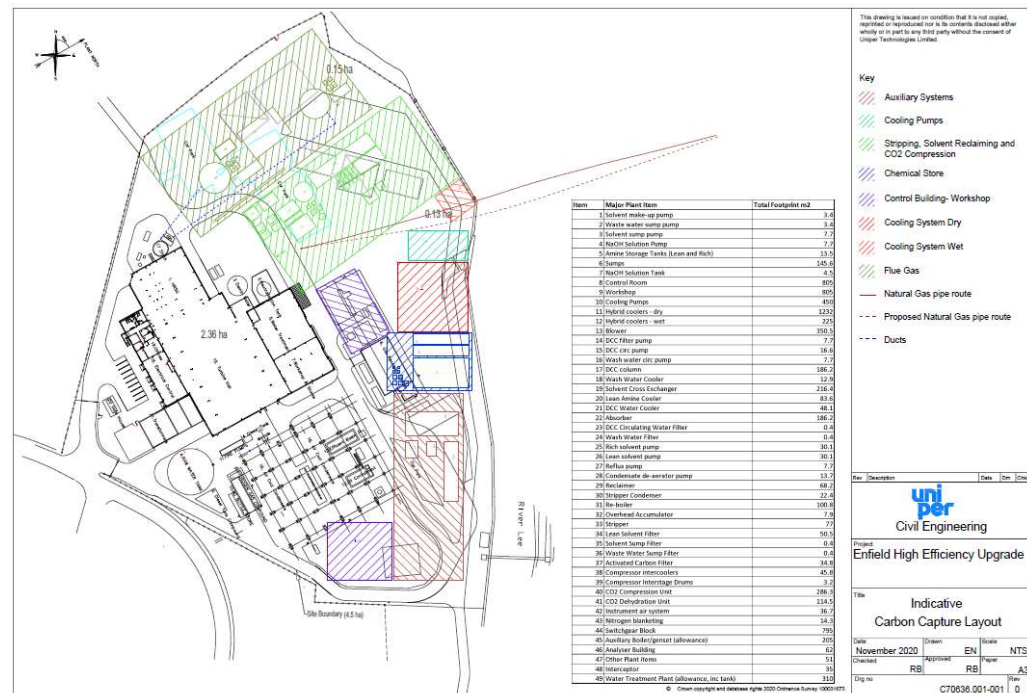 PLANT NORTH
0.15 ha
0.13 ha
2.36 ha
Car Park
Car Park
River Lee
Site Boundary (4.5 ha)
Item Major Plant Item Total Footprint m2
1 Solvent make-up pump 3.4
2 Waste water sump pump 3.4
3 Solvent sump pump 7.7
4 NaOH Solution Pump 7.7
5 Amine Storage Tanks (Lean and Rich) 13.5
6 Sumps 145.6
7 NaOH Solution Tank 4.5
8 Control Room 805
9 Workshop 805
10 Cooling Pumps 450
11 Hybrid coolers - dry 1232
12 Hybrid coolers - wet 225
13 Blower 350.5
14 DCC filter pump 7.7
15 DCC circ pump 16.6
16 Wash water circ pump 7.7
17 DCC column 186.2
18 Wash Water Cooler 12.9
19 Solvent Cross Exchanger 216.4
20 Lean Amine Cooler 83.6
21 DCC Water Cooler 48.1
22 Absorber 186.2
23 DCC Circulating Water Filter 0.4
24 Wash Water Filter 0.4
25 Rich solvent pump 30.1
26 Lean solvent pump 30.1
27 Reflux pump 7.7
28 Condensate de-aerator pump 13.7
29 Reclaimer 68.2
30 Stripper Condenser 22.4
31 Re-boiler 100.8
32 Overhead Accumulator 7.9
33 Stripper 77
34 Lean Solvent Filter 50.5
35 Solvent Sump Filter 0.4
36 Waste Water Sump Filter 0.4
37 Activated Carbon Filter 34.8
38 Compressor intercoolers 45.8
39 Compressor Interstage Drums 3.2
40 CO2 Compression Unit 286.3
41 CO2 Dehydration Unit 114.5
42 Instrument air system 36.7
43 Nitrogen blanketing 14.3
44 Switchgear Block 795
45 Auxiliary Boiler/genset (allowance) 205
46 Analyser Building 62
47 Other Plant items 51
48 Interceptor 35
49 Water Treatment Plant (allowance, inc tank) 310
© Crown copyright and database rights 2020 Ordnance Survey
This drawing is issued on condition that it is not copied,
reprinted or reproduced nor is its contents disclosed either
wholly or in part to any third party without the consent of
Uniper Technologies Limited.
Key
Auxiliary Systems
Cooling Pumps
Stripping, Solvent Reclaiming and
CO2 Compression
Chemical Store
Control Building- Workshop
Cooling System Dry
Cooling System Wet
Flue Gas
Natural Gas pipe route
Proposed Natural Gas pipe route
Ducts
Rev Description Date Drn Chkd
uni
per
Civil Engineering
Project
Enfield High Efficiency Upgrade
Title
Indicative
Carbon Capture Layout
Date Drawn Scale
November 2020 EN NTS
Checked Approved Paper
RB RB A3
Drg no Rev
C70636.001-001 0